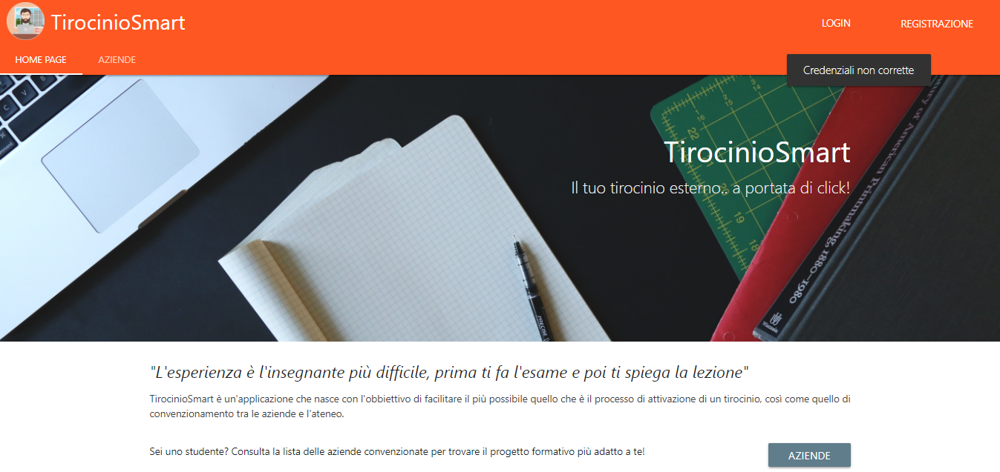 TirocinioSmart
LOGIN
REGISTRAZIONE
HOME PAGE
AZIENDE
Credenziali non corrette
TirocinioSmart
Il tuo tirocinio esterno.. a portata di click!
of American Printmaking, 1880–1980
PRECISE
"L'esperienza è l'insegnante più difficile, prima ti fa l'esame e poi ti spiega la lezione"
TirocinioSmart è un'applicazione che nasce con l'obbiettivo di facilitare il più possibile quello che è il processo di attivazione di un tirocinio, così come quello di
convenzionamento tra le aziende e l'ateneo.
Sei uno studente? Consulta la lista delle aziende convenzionate per trovare il progetto formativo più adatto a te!
AZIENDE